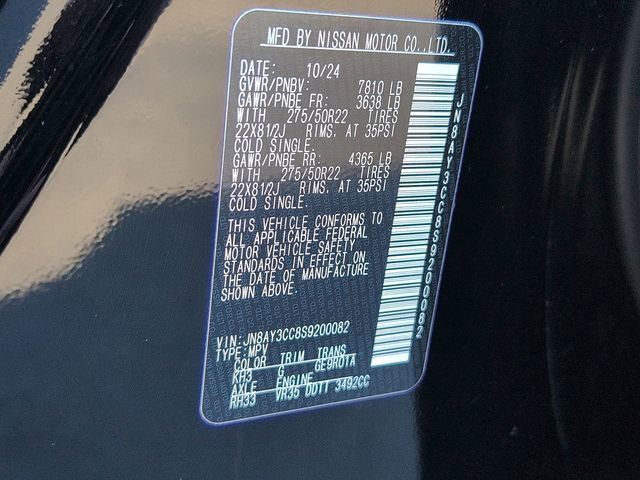 MFD BY NISSAN MOTOR CO.,LTD.
DATE: 10/24
GVWR/PNBV: 7810 LB
GAWR/PNBE FR: 3638 LB
WITH 275/50R22 TIRES
22X81/2J RIMS. AT 35PSI
COLD SINGLE.
GAWR/PNBE RR: 4365 LB
WITH 275/50R22 TIRES
22X81/2J RIMS. AT 35PSI
COLD SINGLE.
THIS VEHICLE CONFORMS TO
ALL APPLICABLE FEDERAL
MOTOR VEHICLE SAFETY
STANDARDS IN EFFECT ON
THE DATE OF MANUFACTURE
SHOWN ABOVE.
VIN:JN8AY3CC8S9200082
TYPE:MPV
COLOR TRIM TRANS
KH3 G GE9R01A
AXLE ENGINE
RH33 VR35 DDTT 3492CC
JN8AY3CC8S9200082